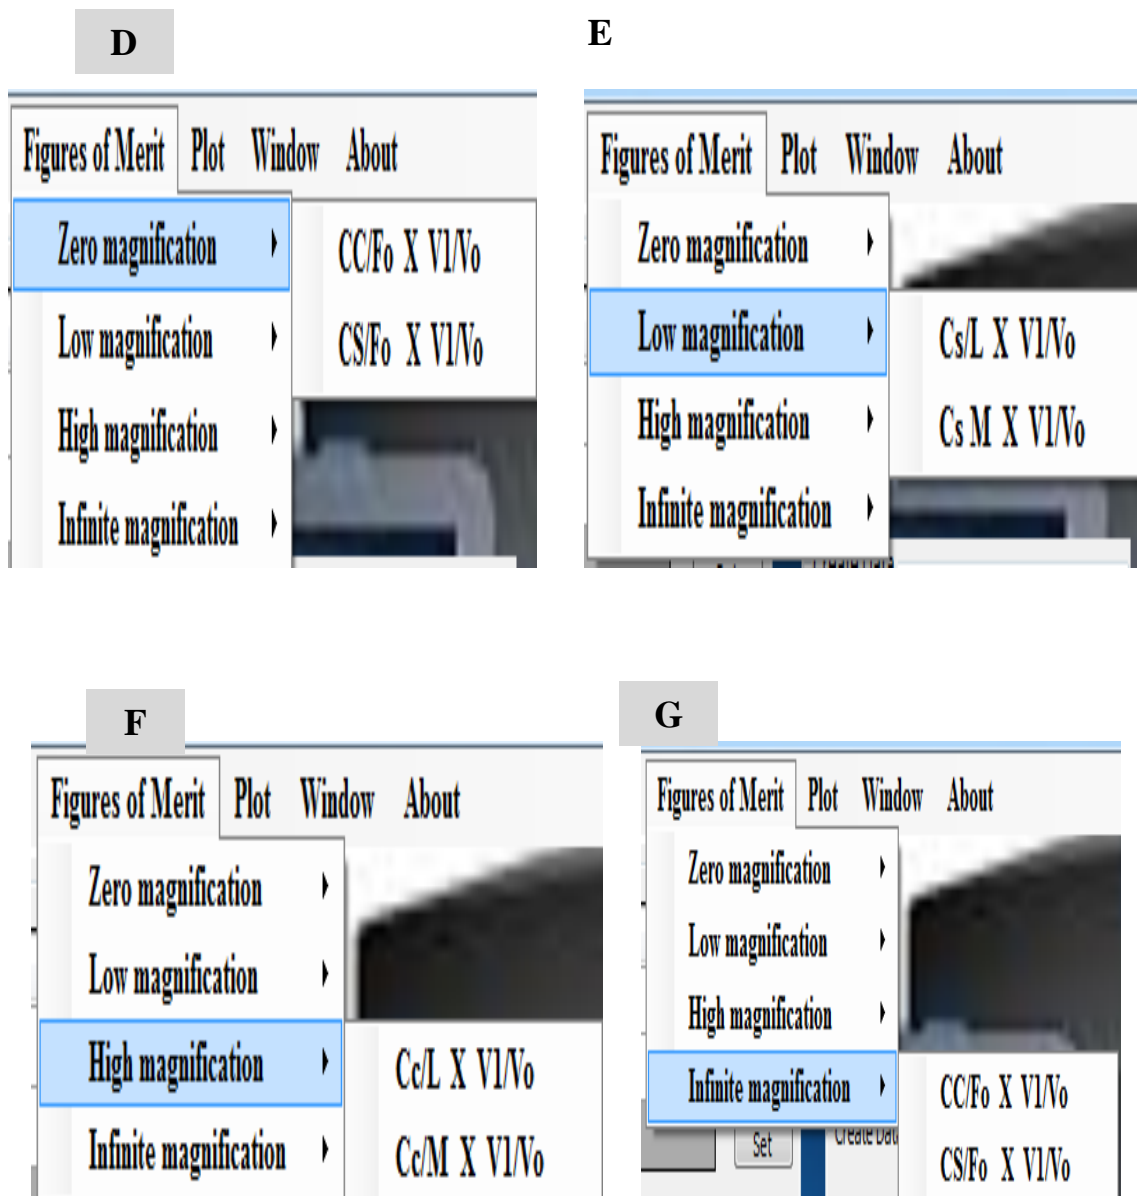 D
Figures of Merit Plot Window About
Zero magnification
CC/Fo X V1/Vo
Low magnification
CS/Fo X V1/Vo
High magnification
Infinite magnification
E
Figures of Merit Plot Window About
Zero magnification
Low magnification
Cs/L X V1/Vo
High magnification
Cs M X V1/Vo
Infinite magnification
F
Figures of Merit Plot Window About
Zero magnification
Low magnification
High magnification
Cc/L X V1/Vo
Infinite magnification
Cc/M X V1/Vo
G
Figures of Merit Plot Window About
Zero magnification
Low magnification
High magnification
Infinite magnification
CC/Fo X V1/Vo
Set
CS/Fo X V1/Vo